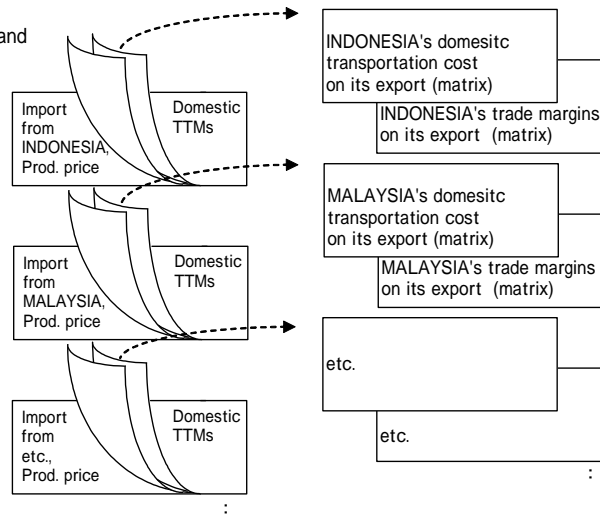 and
Import
from
INDONESIA,
Prod. price
Domestic
TTMs
INDONESIA's domesitc
transportation cost
on its export (matrix)
INDONESIA's trade margins
on its export (matrix)
Import
from
MALAYSIA,
Prod. price
Domestic
TTMs
MALAYSIA's domesitc
transportation cost
on its export (matrix)
MALAYSIA's trade margins
on its export (matrix)
Import
from
etc.,
Prod. price
Domestic
TTMs
etc.
etc.
:
: